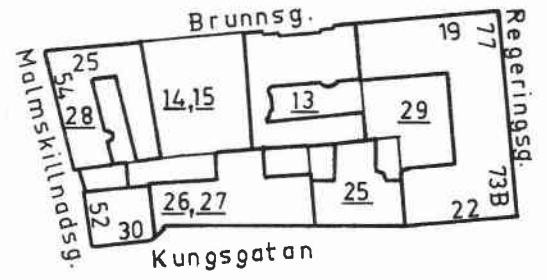 Brunnsg.
Malmskillnadsg.
Regeringsg.
25
54
28
14,15
13
19
77
29
73B
22
25
26,27
52
30
Kungsgatan